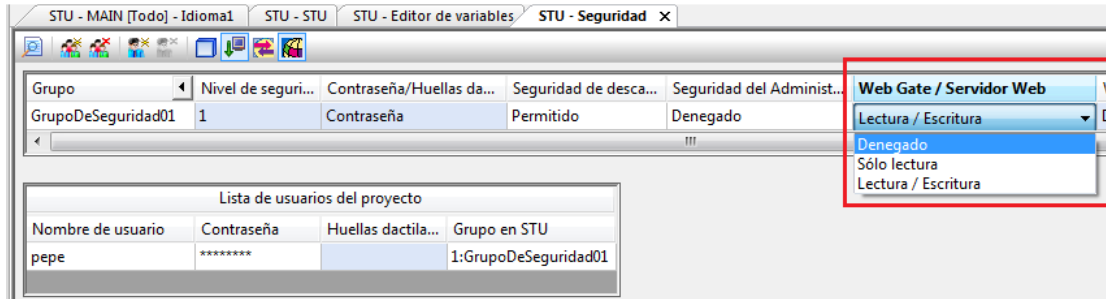 STU - MAIN [Todo] - Idioma1 STU - STU STU - Editor de variables STU - Seguridad X
Grupo Nivel de seguri... Contraseña/Huellas da... Seguridad de desca... Seguridad del Administ... Web Gate / Servidor Web
GrupoDeSeguridad01 1 Contraseña Permitido Denegado Lectura / Escritura
Denegado
Sólo lectura
Lectura / Escritura
Lista de usuarios del proyecto
Nombre de usuario Contraseña Huellas dactila... Grupo en STU
pepe ******** 1:GrupoDeSeguridad01